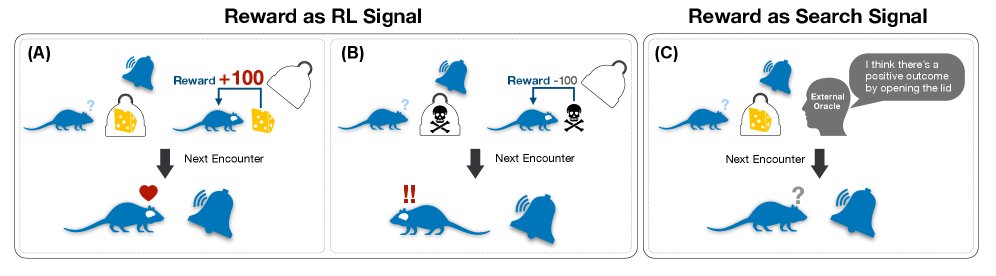 Reward as RL Signal
Reward as Search Signal
(A)
?
Reward +100
Next Encounter
(B)
?
Reward -100
Next Encounter
!!
(C)
?
External
Oracle
I think there's a
positive outcome
by opening the lid
Next Encounter
?